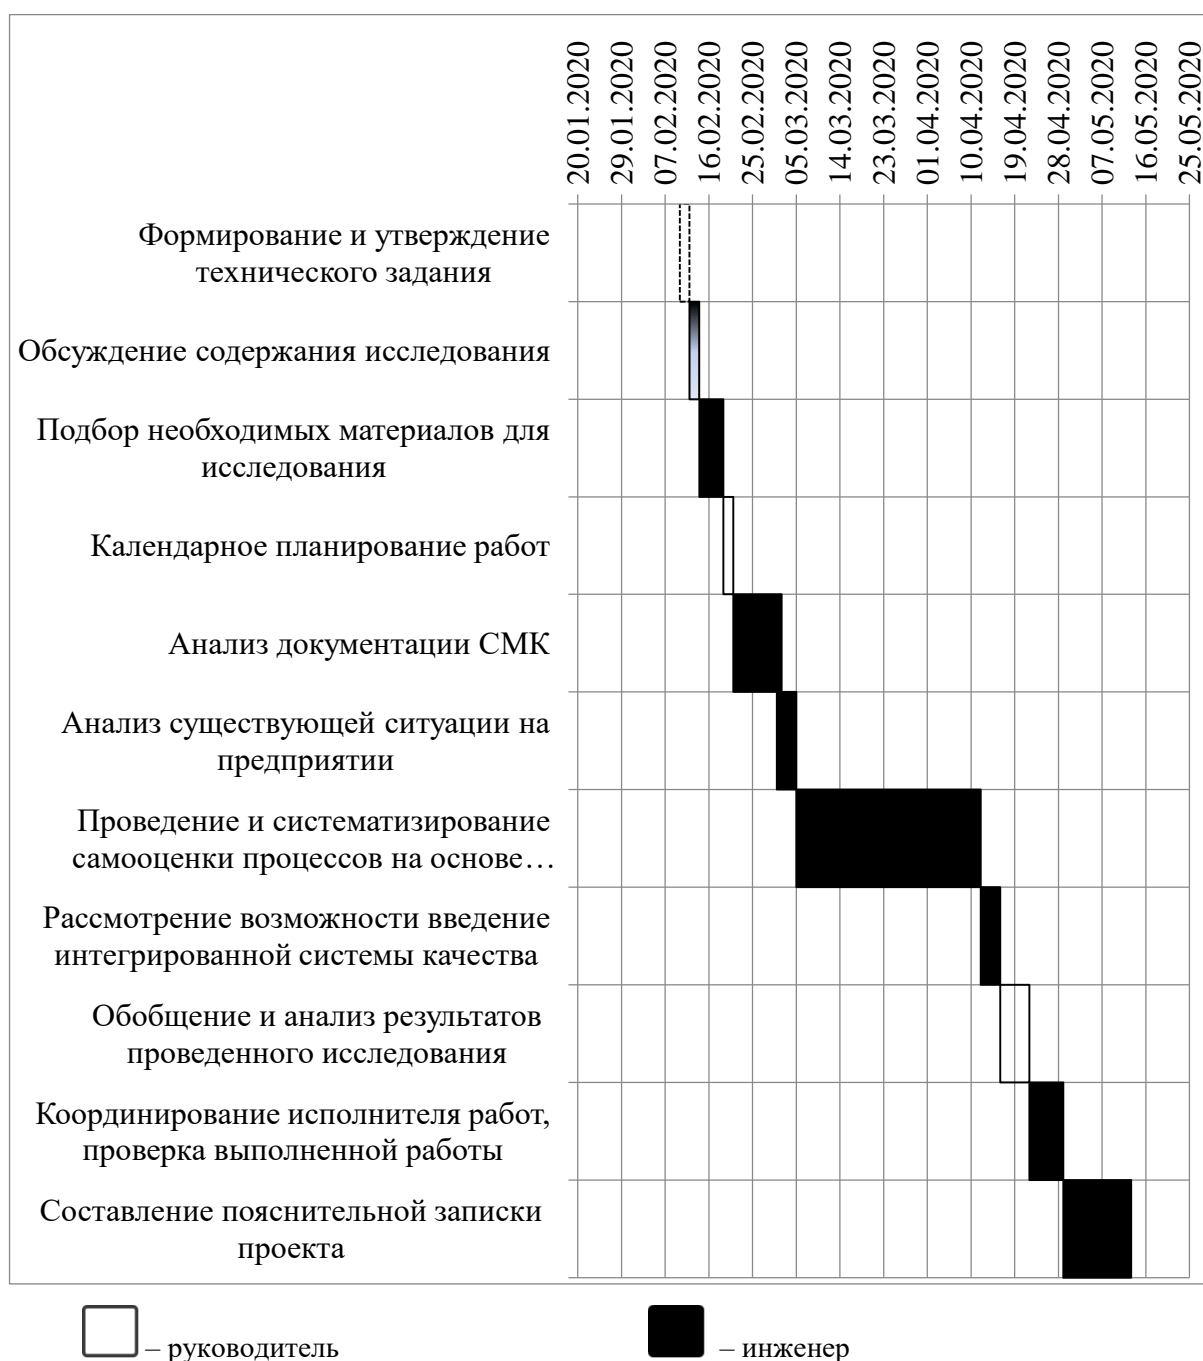 20.01.2020
29.01.2020
07.02.2020
16.02.2020
25.02.2020
05.03.2020
14.03.2020
23.03.2020
01.04.2020
10.04.2020
19.04.2020
28.04.2020
07.05.2020
16.05.2020
25.05.2020
Формирование и утверждение
технического задания
Обсуждение содержания исследования
Подбор необходимых материалов для
исследования
Календарное планирование работ
Анализ документации СМК
Анализ существующей ситуации на
предприятии
Проведение и систематизирование
самооценки процессов на основе…
Рассмотрение возможности введение
интегрированной системы качества
Обобщение и анализ результатов
проведенного исследования
Координирование исполнителя работ,
проверка выполненной работы
Составление пояснительной записки
проекта
– руководитель
– инженер